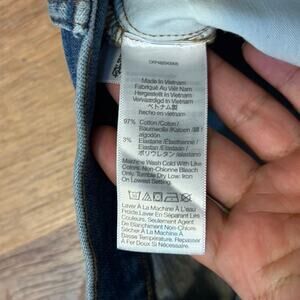 Made in Vietnam
Fabriqué Au Viêt Nam
Hergestellt in Vietnam
Vervaardigd in Vietnam
ベトナム製
hecho en vietnam
97% Cotton/Coton/
Baumwolle/Katoen/綿/
algodón
3% Elastane/Elasthanne/
Elastan/Elastaan/
ポリウレタン/elastano
Machine Wash Cold With Like
Colors. Non-Chlorine Bleach
Only. Tumble Dry Low. Iron
On Lowest Setting.
Laver À La Machine À L'eau
Froide Laver En Séparant Les
Couleurs. Seulement Agent
De Blanchiment Non-Chloré.
Séchage À La Machine À
Basse Température. Repasser
À Fer Doux Si Nécessaire.